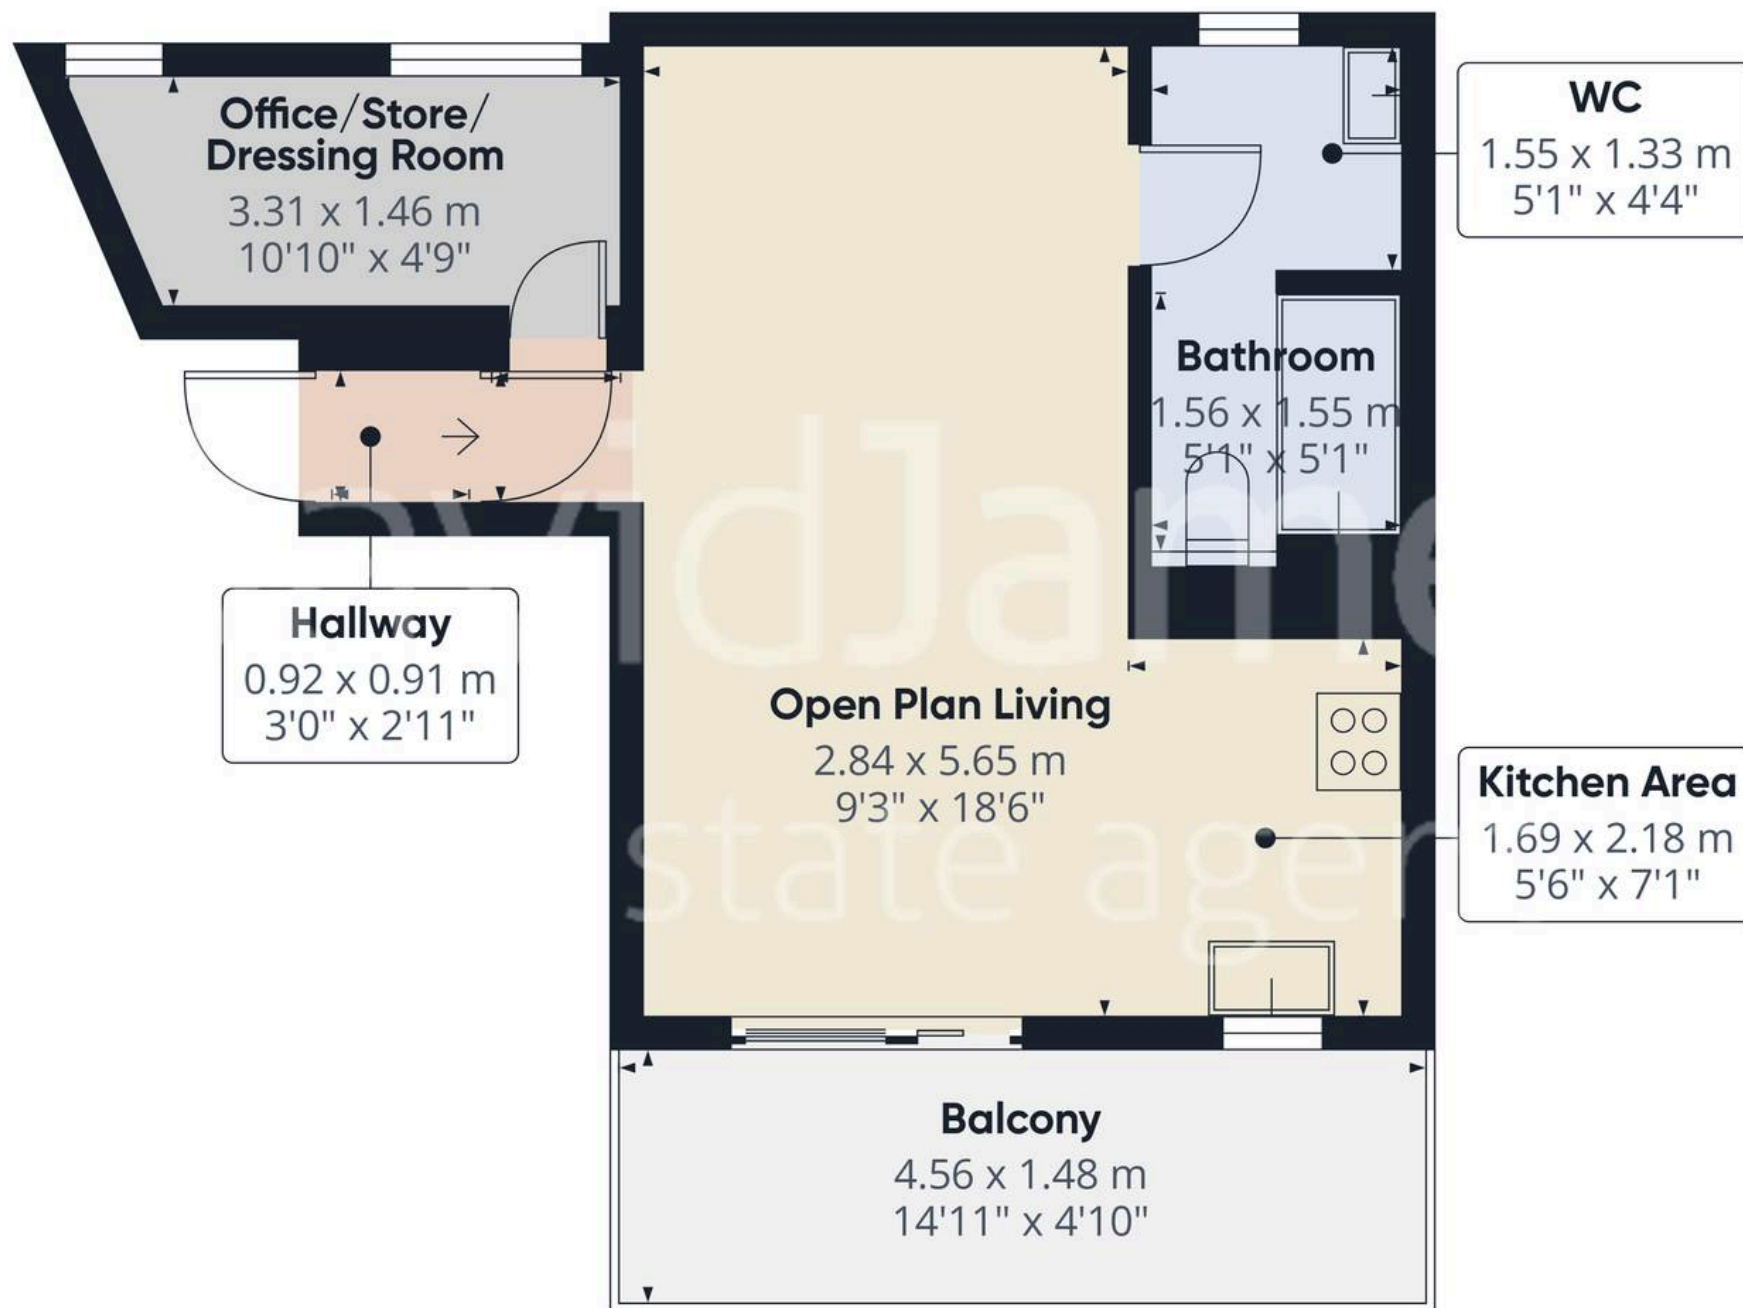 Office/Store/
Dressing Room
3.31 x 1.46 m
10'10" x 4'9"
WC
1.55 x 1.33 m
5'1" x 4'4"
Bathroom
1.56 x 1.55 m
5'1" x 5'1"
Hallway
0.92 x 0.91 m
3'0" x 2'11"
Open Plan Living
2.84 x 5.65 m
9'3" x 18'6"
Kitchen Area
1.69 x 2.18 m
5'6" x 7'1"
Balcony
4.56 x 1.48 m
14'11" x 4'10"
avidJame
state agen